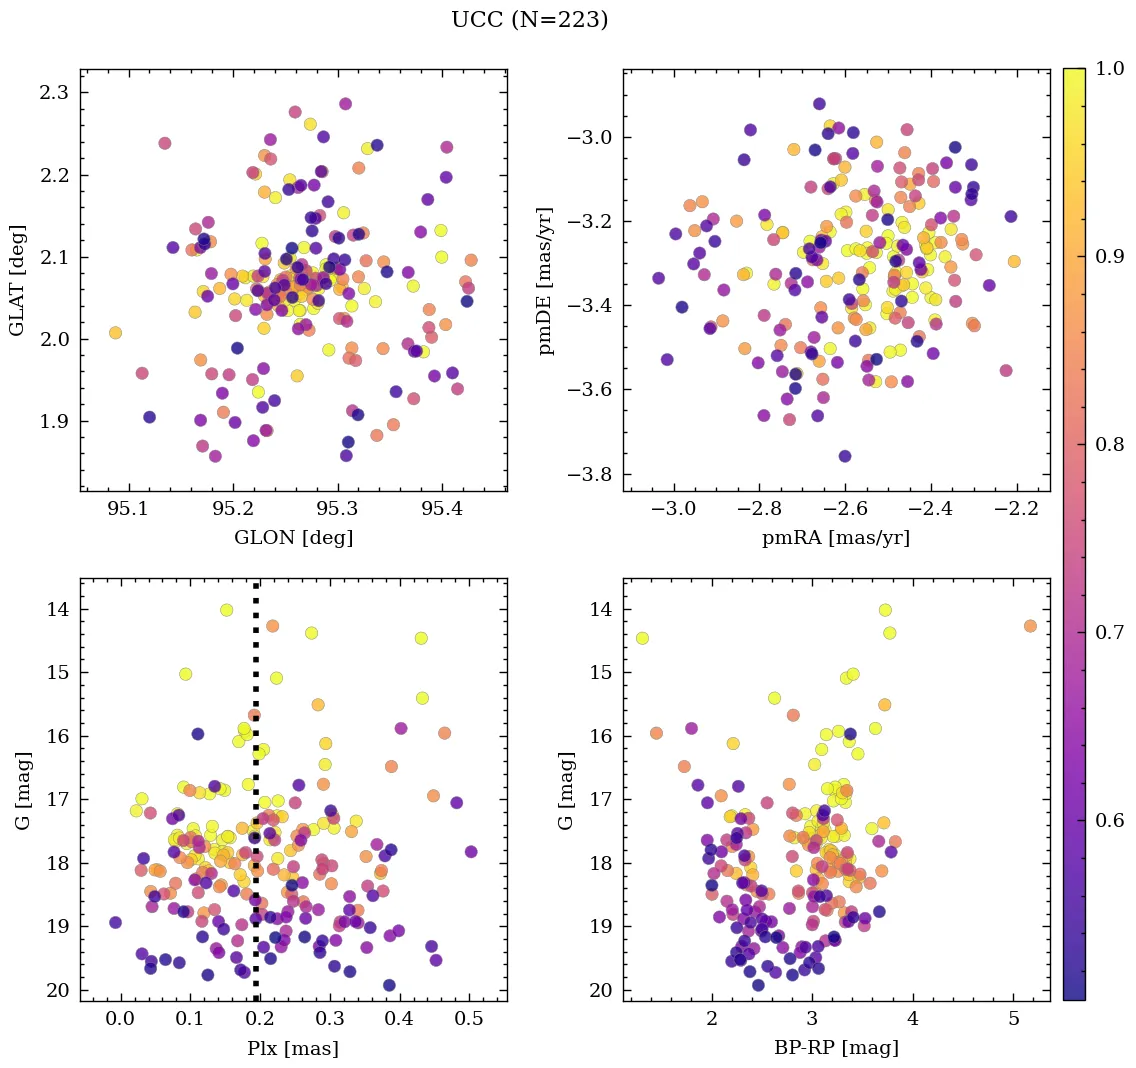 UCC (N=223)
2.3
2.2
2.1
2.0
1.9
GLAT [deg]
95.1 95.2 95.3 95.4
GLON [deg]
−3.0
−3.2
−3.4
−3.6
−3.8
pmDE [mas/yr]
−3.0 −2.8 −2.6 −2.4 −2.2
pmRA [mas/yr]
1.0
0.9
0.8
0.7
0.6
14
15
16
17
18
19
20
G [mag]
0.0 0.1 0.2 0.3 0.4 0.5
Plx [mas]
14
15
16
17
18
19
20
G [mag]
2 3 4 5
BP-RP [mag]